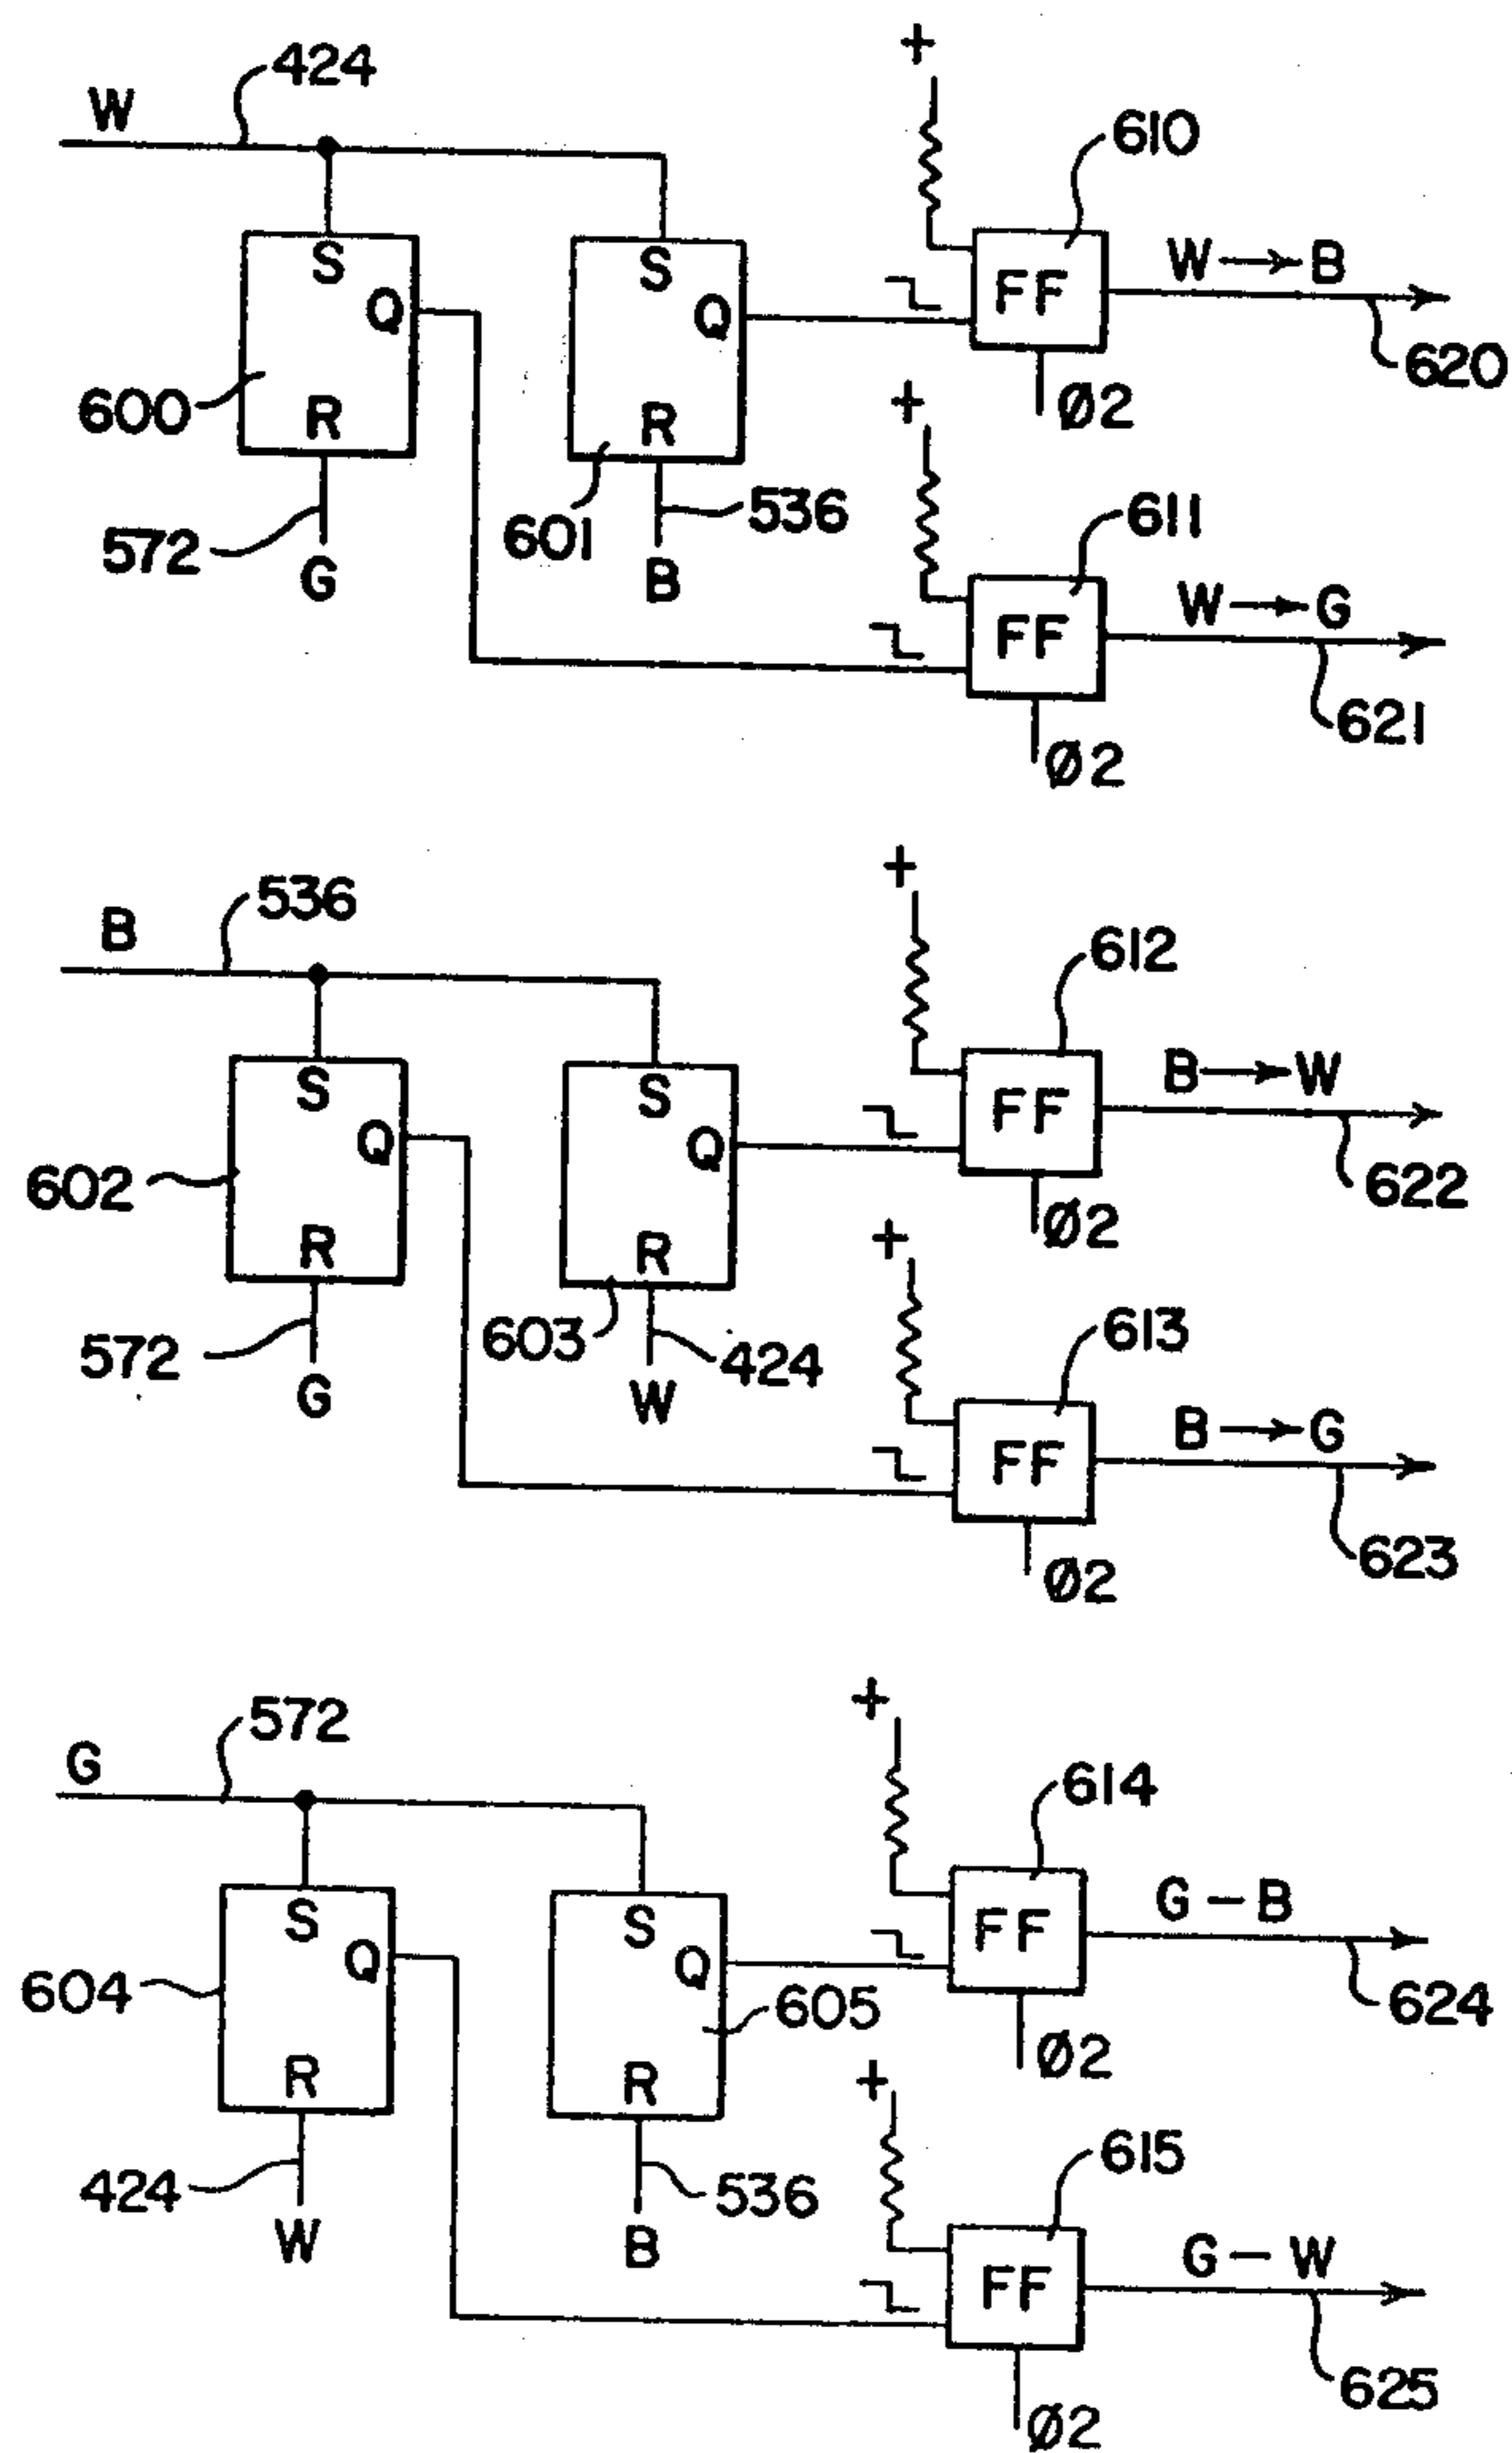 424
W
+
610
S
Q
R
600
S
Q
R
601
FF
W→B
620
Ø2
572
G
536
B
+
611
FF
W→G
621
Ø2
536
B
+
612
S
Q
R
602
S
Q
R
603
FF
B→W
622
Ø2
572
G
424
W
+
613
FF
B→G
623
Ø2
572
G
+
614
S
Q
R
604
S
Q
R
605
FF
G–B
624
Ø2
424
W
536
B
+
615
FF
G–W
625
Ø2